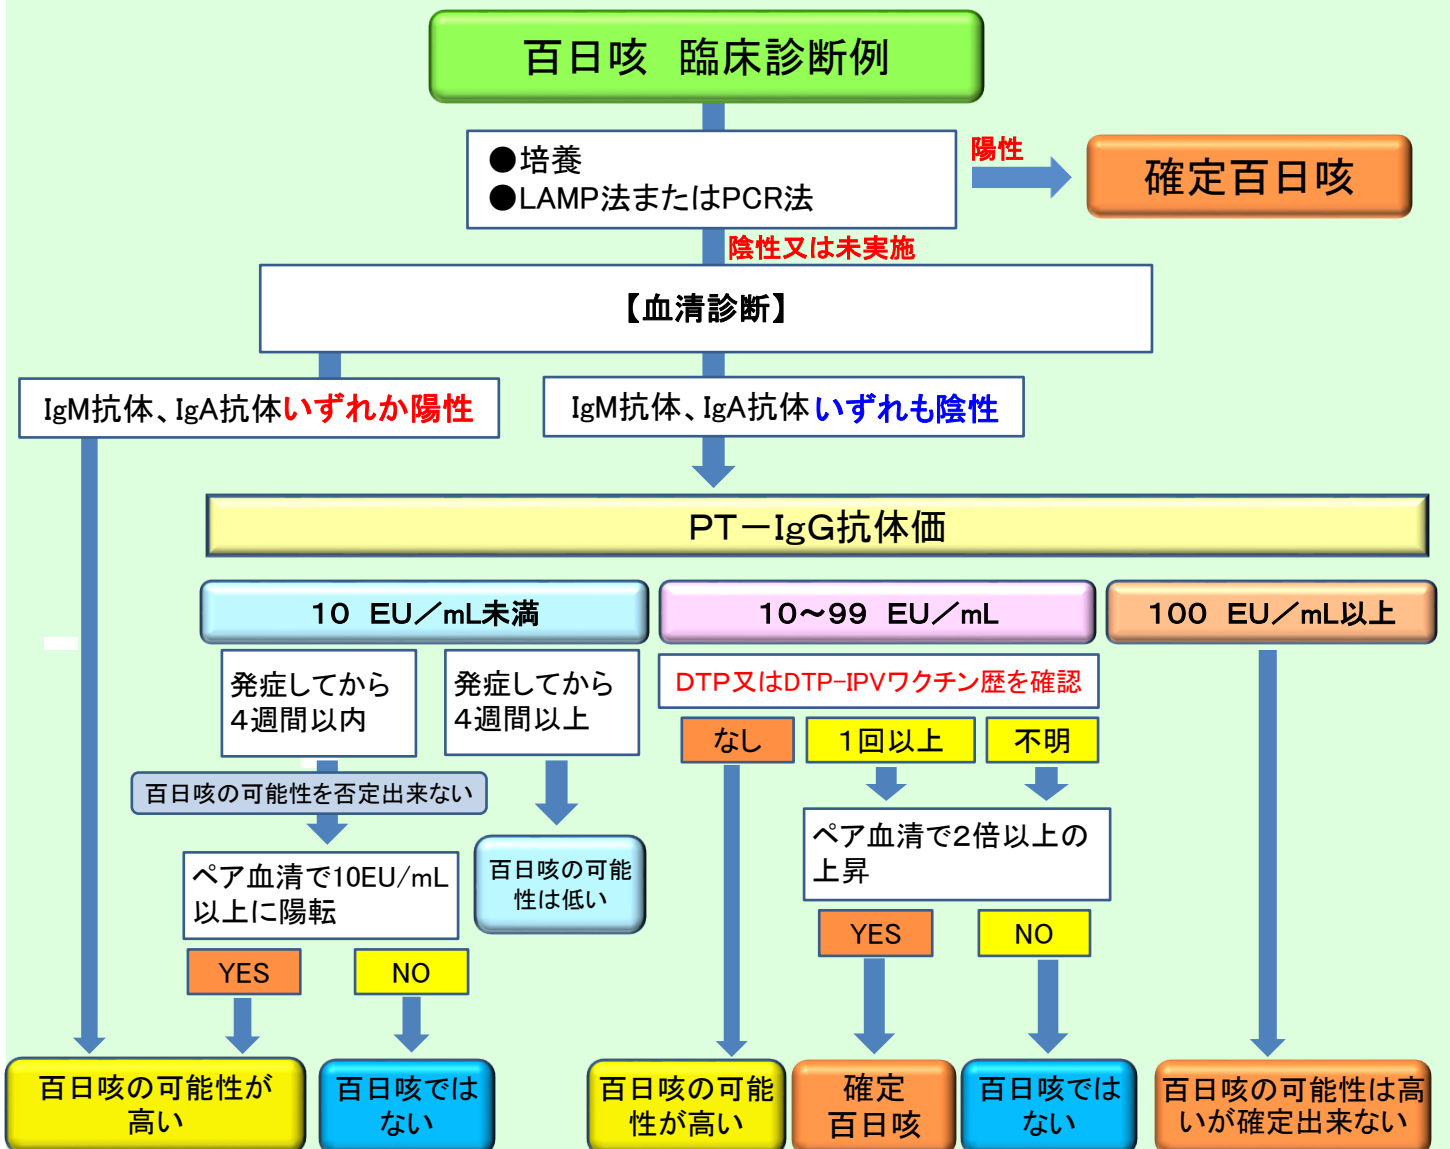 百日咳　臨床診断例
●培養
●LAMP法またはPCR法
陽性
確定百日咳
陰性又は未実施
【血清診断】
IgM抗体、IgA抗体いずれか陽性
IgM抗体、IgA抗体いずれも陰性
PT－IgG抗体価
10 EU／mL未満
10～99 EU／mL
100 EU／mL以上
発症してから
4週間以内
発症してから
4週間以上
DTP又はDTP-IPVワクチン歴を確認
なし
1回以上
不明
百日咳の可能性を否定出来ない
ペア血清で10EU/mL
以上に陽転
百日咳の可能
性は低い
ペア血清で2倍以上の
上昇
YES
NO
YES
NO
百日咳の可能性が
高い
百日咳では
ない
百日咳の可能
性が高い
確定
百日咳
百日咳では
ない
百日咳の可能性は高
いが確定出来ない